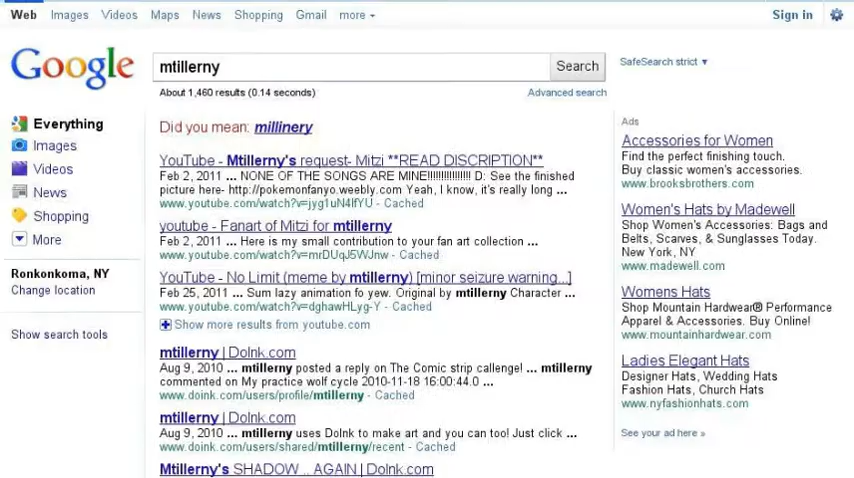 Web Images Videos Maps News Shopping Gmail more Sign in
Google
mtillerny
Search
SafeSearch strict
About 1,460 results (0.14 seconds)
Advanced search
Everything
Images
Videos
News
Shopping
More
Ronkonkoma, NY
Change location
Show search tools
Did you mean: millinery
YouTube - Mtillerny's request- Mitzi **READ DISCRIPTION**
Feb 2, 2011 ... NONE OF THE SONGS ARE MINE!!!!!!!!!!!!!!!! D: See the finished
picture here- http://pokemonfanyo.weebly.com Yeah, I know, it's really long ...
www.youtube.com/watch?v=jyg1uN4IfYU - Cached
youtube - Fanart of Mitzi for mtillerny
Feb 2, 2011 ... Here is my small contribution to your fan art collection ...
www.youtube.com/watch?v=mrDUqJ5WJnw - Cached
YouTube - No Limit (meme by mtillerny) [minor seizure warning...]
Feb 25, 2011 ... Sum lazy animation fo yew. Original by mtillerny Character ...
www.youtube.com/watch?v=dghawHLyg-Y - Cached
Show more results from youtube.com
mtillerny | DoInk.com
Aug 9, 2010 ... mtillerny posted a reply on The Comic strip callenge! ... mtillerny
commented on My practice wolf cycle 2010-11-18 16:00:44.0 ...
www.doink.com/users/profile/mtillerny - Cached
mtillerny | DoInk.com
Aug 9, 2010 ... mtillerny uses DoInk to make art and you can too! Just click ...
www.doink.com/users/shared/mtillerny/recent - Cached
Mtillerny's SHADOW .. AGAIN | DoInk.com
Ads
Accessories for Women
Find the perfect finishing touch.
Buy classic women's accessories.
www.brooksbrothers.com
Women's Hats by Madewell
Shop Women's Accessories: Bags and
Belts, Scarves, & Sunglasses Today.
New York, NY
www.madewell.com
Womens Hats
Shop Mountain Hardwear® Performance
Apparel & Accessories. Buy Online!
www.mountainhardwear.com
Ladies Elegant Hats
Designer Hats, Wedding Hats
Fashion Hats, Church Hats
www.nyfashionhats.com
See your ad here »